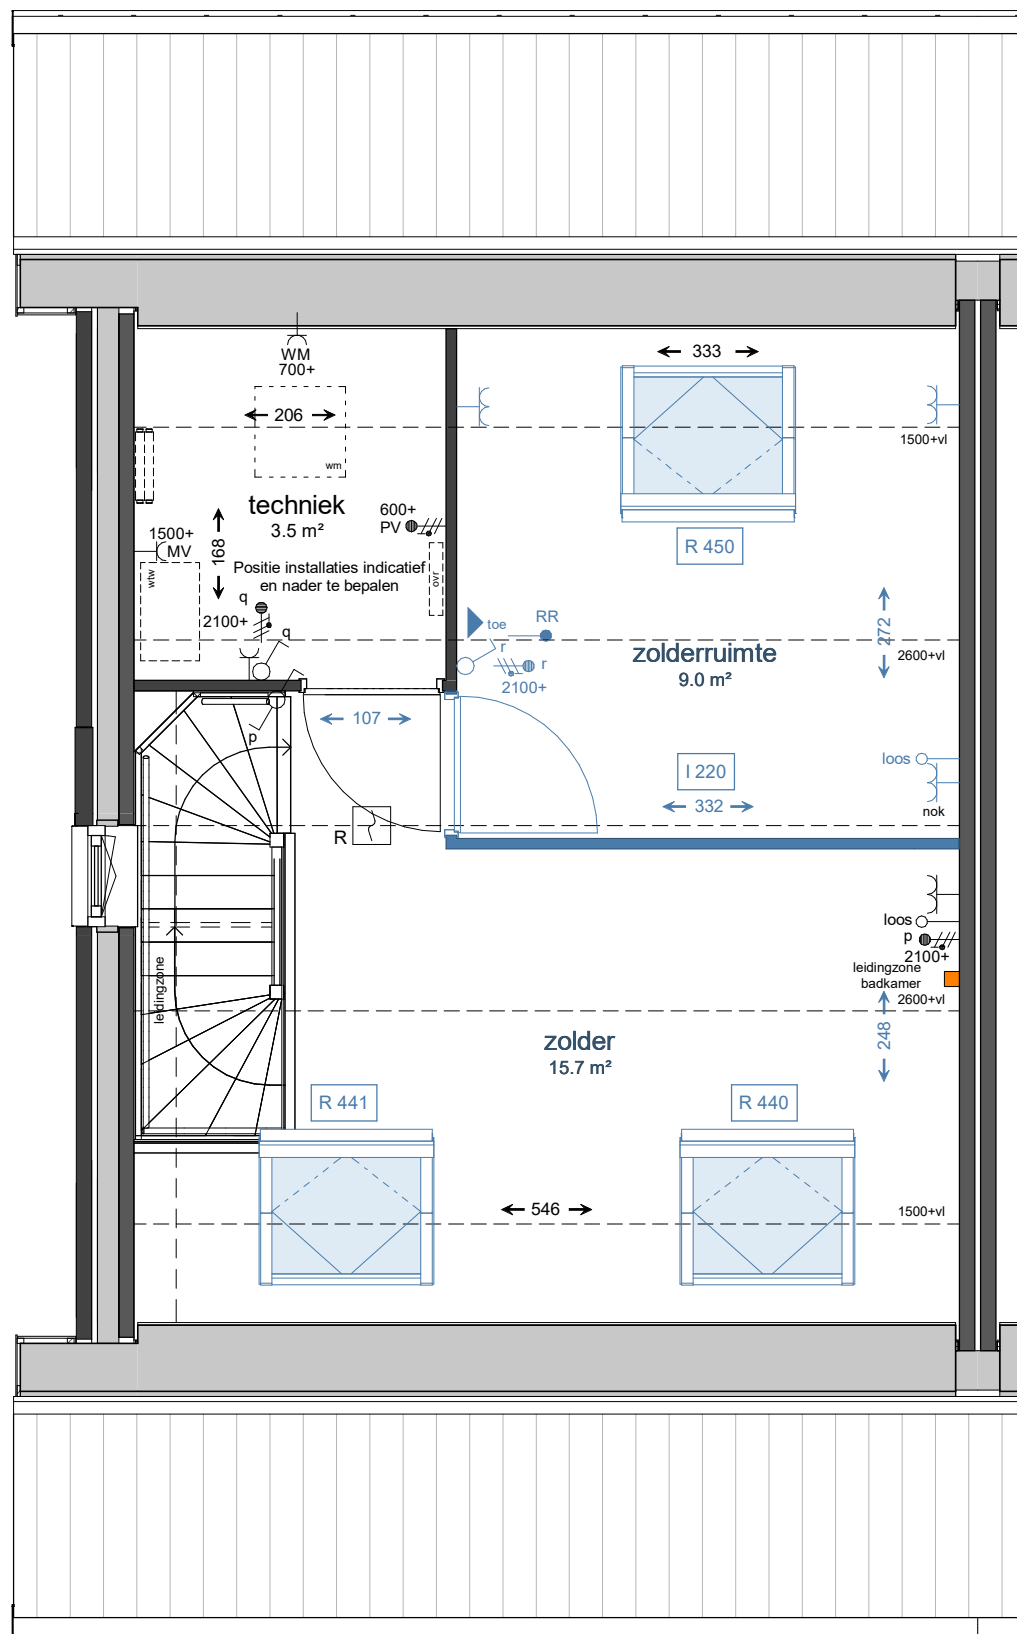 WM
700+
333
206
1500+vl
wm
techniek
3.5 m²
600+
PV
R 450
1500+
MV
168
wtw
Positie installaties indicatief
en nader te bepalen
ovr
q
2100+
q
toe
RR
r
r
2100+
272
zolderruimte
9.0 m²
2600+vl
107
p
loos
I 220
332
nok
R
loos
p
2100+
leidingzone
badkamer
2600+vl
leidingzone
248
zolder
15.7 m²
R 441
R 440
546
1500+vl